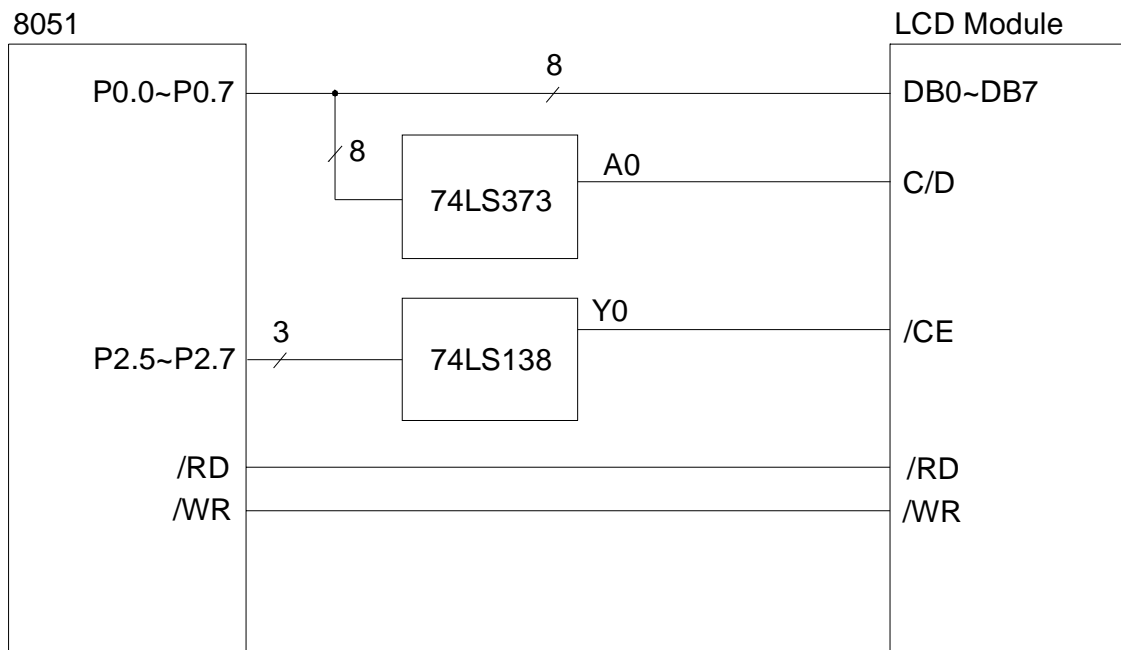 8051
LCD Module
P0.0~P0.7
8
DB0~DB7
8
74LS373
A0
C/D
P2.5~P2.7
3
74LS138
Y0
/CE
/RD
/RD
/WR
/WR